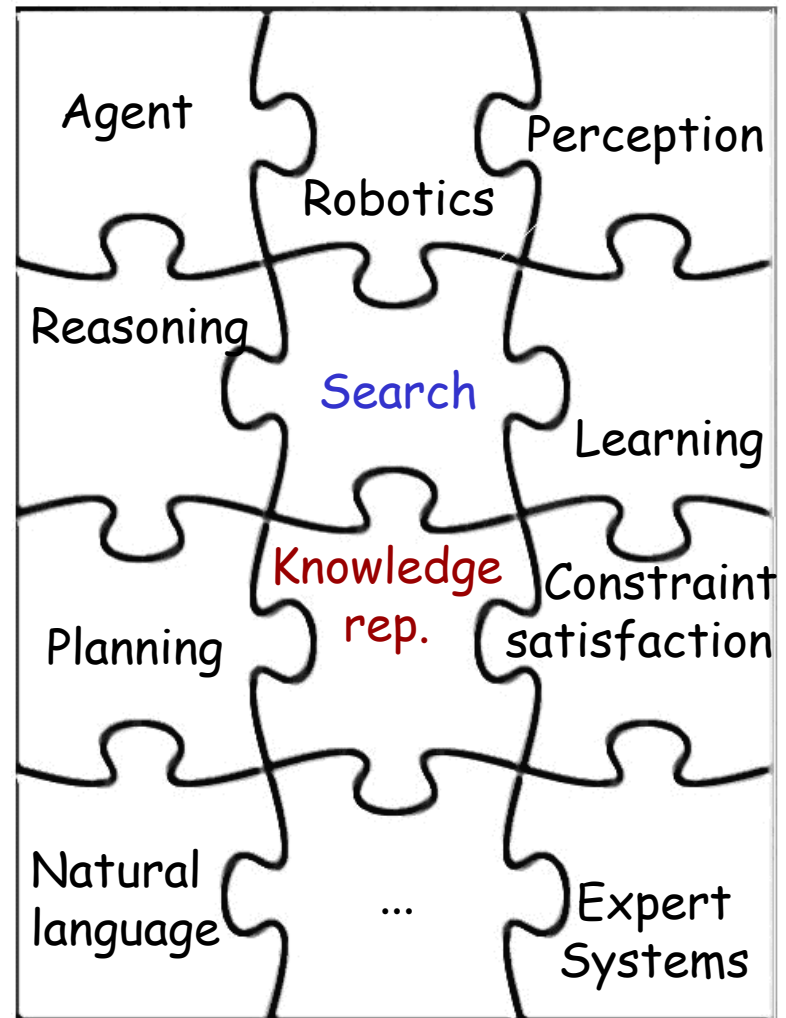 Agent
Robotics
Perception
Reasoning
Search
Learning
Planning
Knowledge
rep.
Constraint
satisfaction
Natural
language
...
Expert
Systems